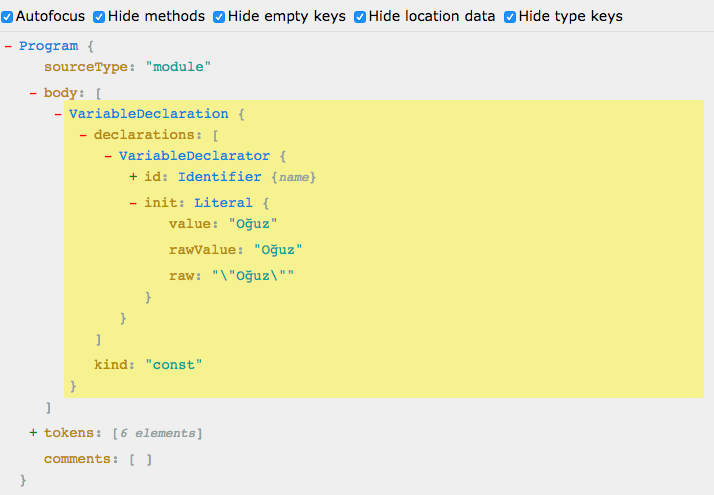 Autofocus Hide methods Hide empty keys Hide location data Hide type keys
- Program {
sourceType: "module"
- body: [
- VariableDeclaration {
- declarations: [
- VariableDeclarator {
+ id: Identifier {name}
- init: Literal {
value: "Oğuz"
rawValue: "Oğuz"
raw: "\"Oğuz\""
}
}
]
kind: "const"
}
]
+ tokens: [6 elements]
comments: [ ]
}